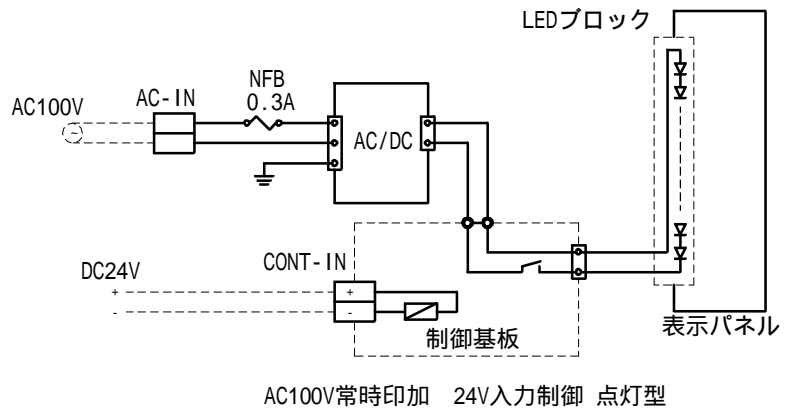 LEDブロック
NFB
0.3A
AC-IN
AC100V
AC/DC
CONT-IN
DC24V
+
-
+
-
制御基板
表示パネル
AC100V常時印加 24V入力制御 点灯型